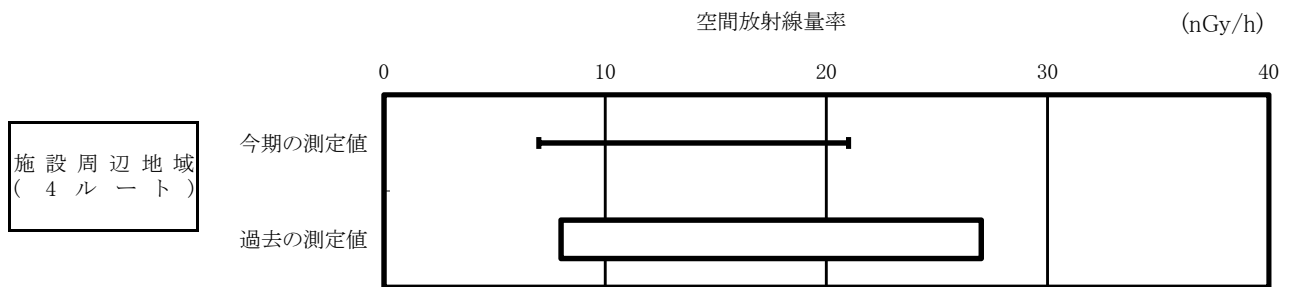 空間放射線量率 (nGy/h)
0 10 20 30 40
今期の測定値
施設周辺地域
(4ルート)
過去の測定値